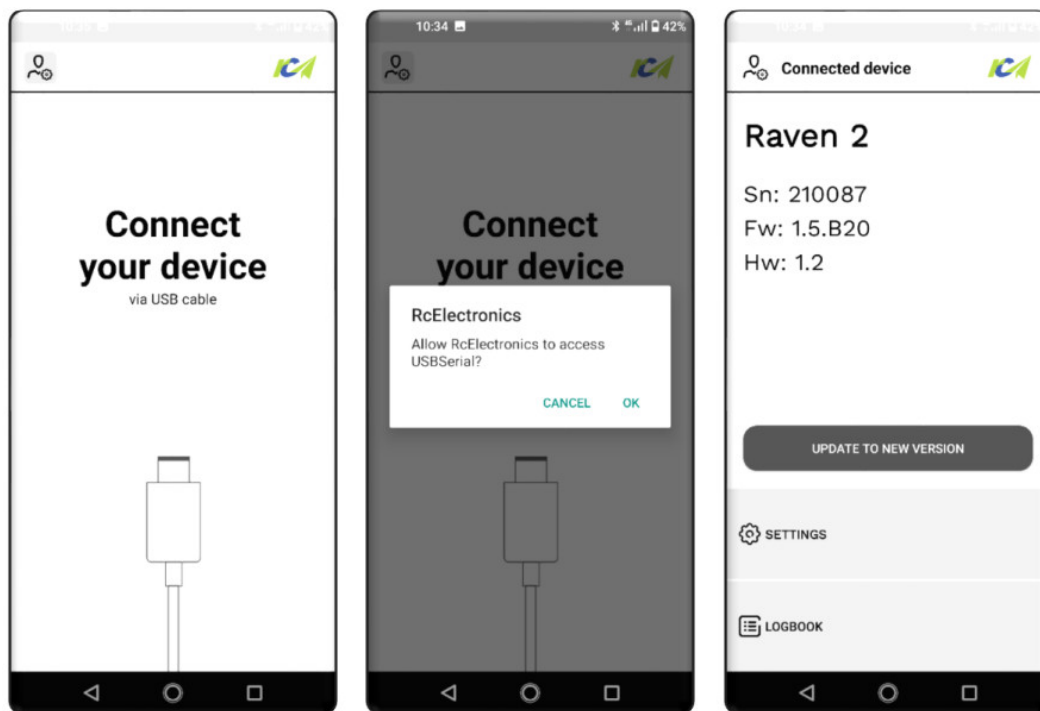 Connect
your device
via USB cable
10:34
42%
Connect
your device
RcElectronics
Allow RcElectronics to access
USBSerial?
CANCEL OK
Connected device
Raven 2
Sn: 210087
Fw: 1.5.B20
Hw: 1.2
UPDATE TO NEW VERSION
SETTINGS
LOGBOOK